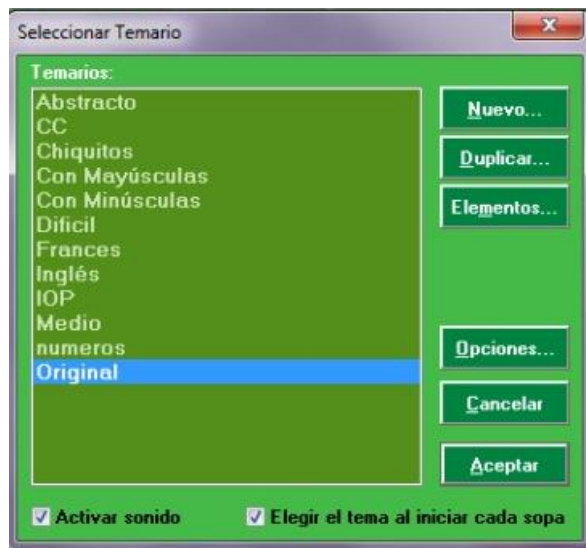 Seleccionar Temario
Temarios:
Abstracto
CC
Chiquitos
Con Mayúsculas
Con Minúsculas
Dificil
Frances
Inglés
IOP
Medio
numeros
Original
Nuevo...
Duplicar...
Elementos...
Opciones...
Cancelar
Aceptar
Activar sonido
Elegir el tema al iniciar cada sopa